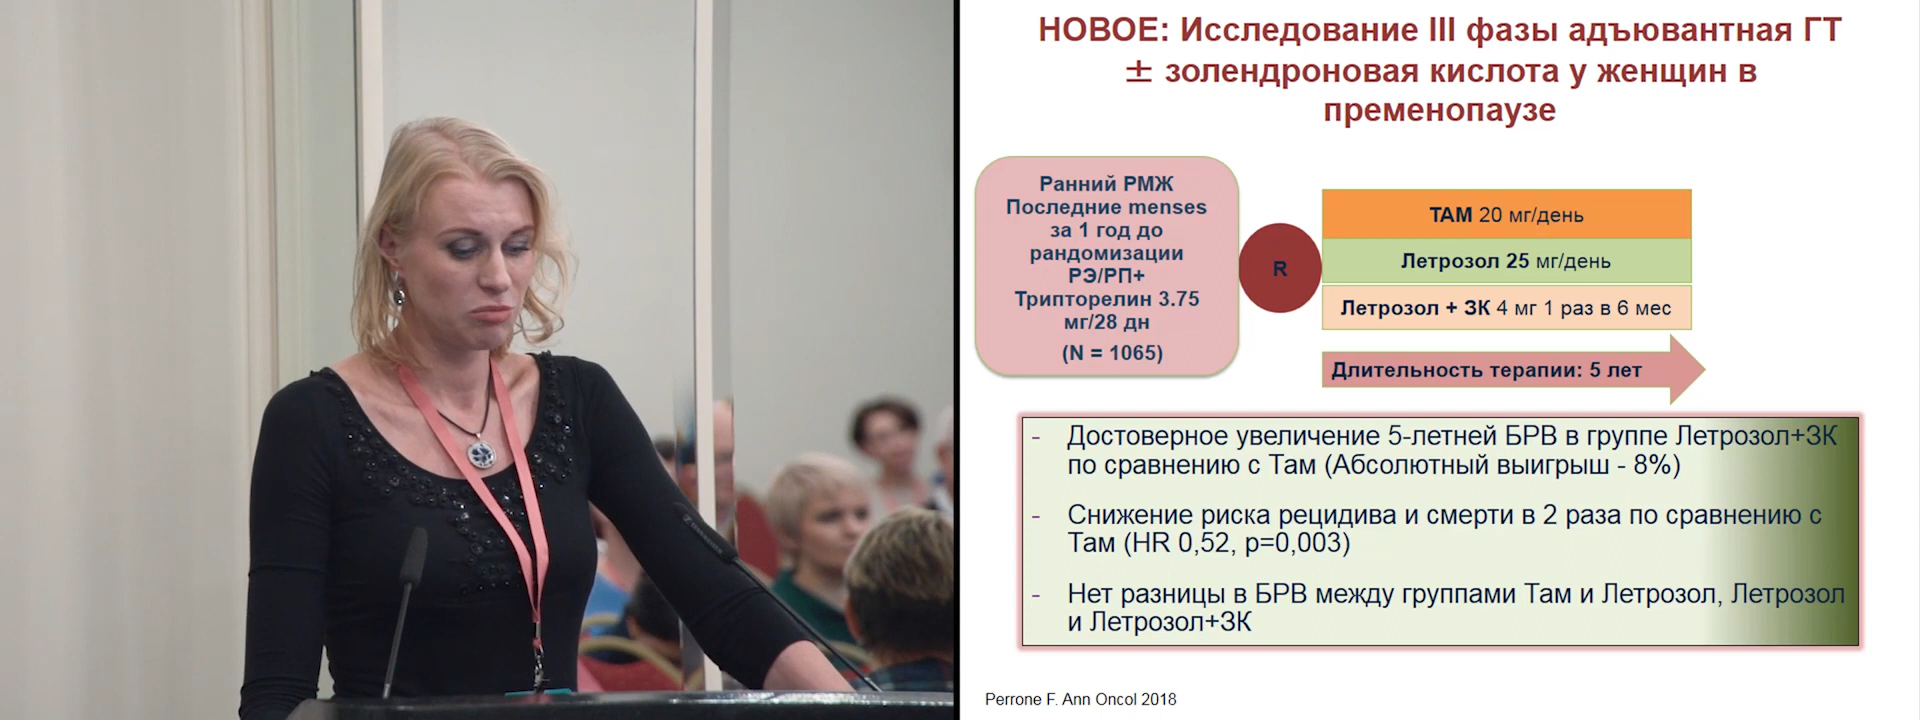 НОВОЕ: Исследование III фазы адъювантная ГТ
± золендроновая кислота у женщин в
пременопаузе
Ранний РМЖ
Последние menses
за 1 год до
рандомизации
РЭ/РП+
Трипторелин 3.75
мг/28 дн
(N = 1065)
R
ТАМ 20 мг/день
Летрозол 25 мг/день
Летрозол + ЗК 4 мг 1 раз в 6 мес
Длительность терапии: 5 лет
- Достоверное увеличение 5-летней БРВ в группе Летрозол+ЗК
по сравнению с Там (Абсолютный выигрыш - 8%)
- Снижение риска рецидива и смерти в 2 раза по сравнению с
Там (HR 0,52, p=0,003)
- Нет разницы в БРВ между группами Там и Летрозол, Летрозол
и Летрозол+ЗК
Perrone F. Ann Oncol 2018